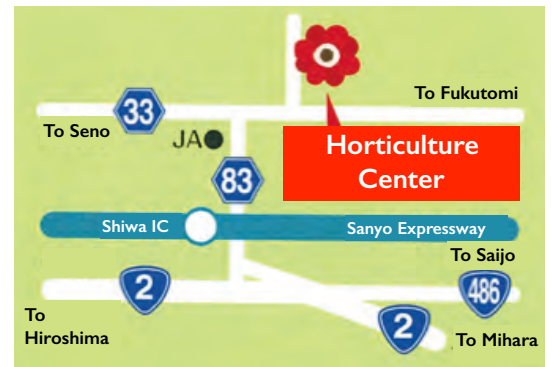 To Fukutomi
33
To Seno
JA
Horticulture
Center
83
Shiwa IC
Sanyo Expressway
To Saijo
2
486
To
Hiroshima
2
To Mihara